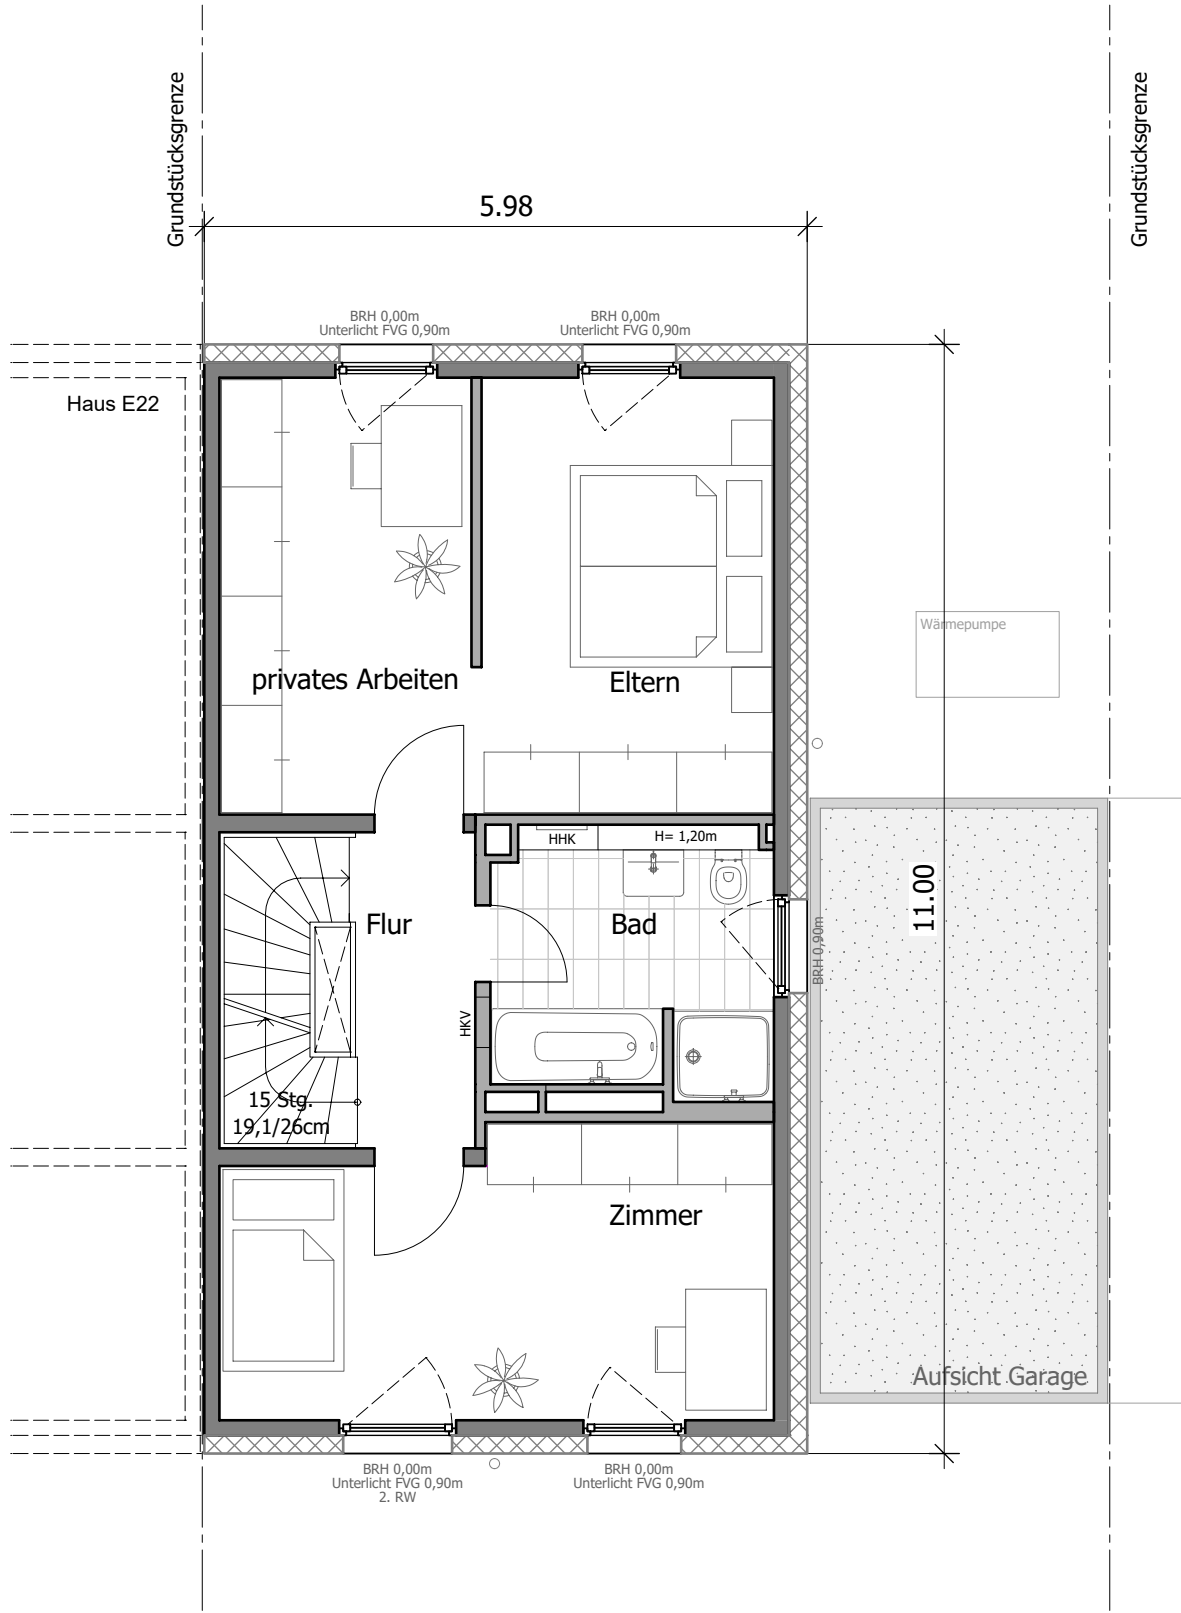 Grundstücksgrenze
Grundstücksgrenze
5.98
BRH 0,00m
Unterlicht FVG 0,90m
BRH 0,00m
Unterlicht FVG 0,90m
Haus E22
Wärmepumpe
privates Arbeiten
Eltern
HHK
H= 1,20m
11.00
Flur
Bad
BRH 0,90m
HKV
15 Stg.
19,1/26cm
Zimmer
Aufsicht Garage
BRH 0,00m
Unterlicht FVG 0,90m
2. RW
BRH 0,00m
Unterlicht FVG 0,90m